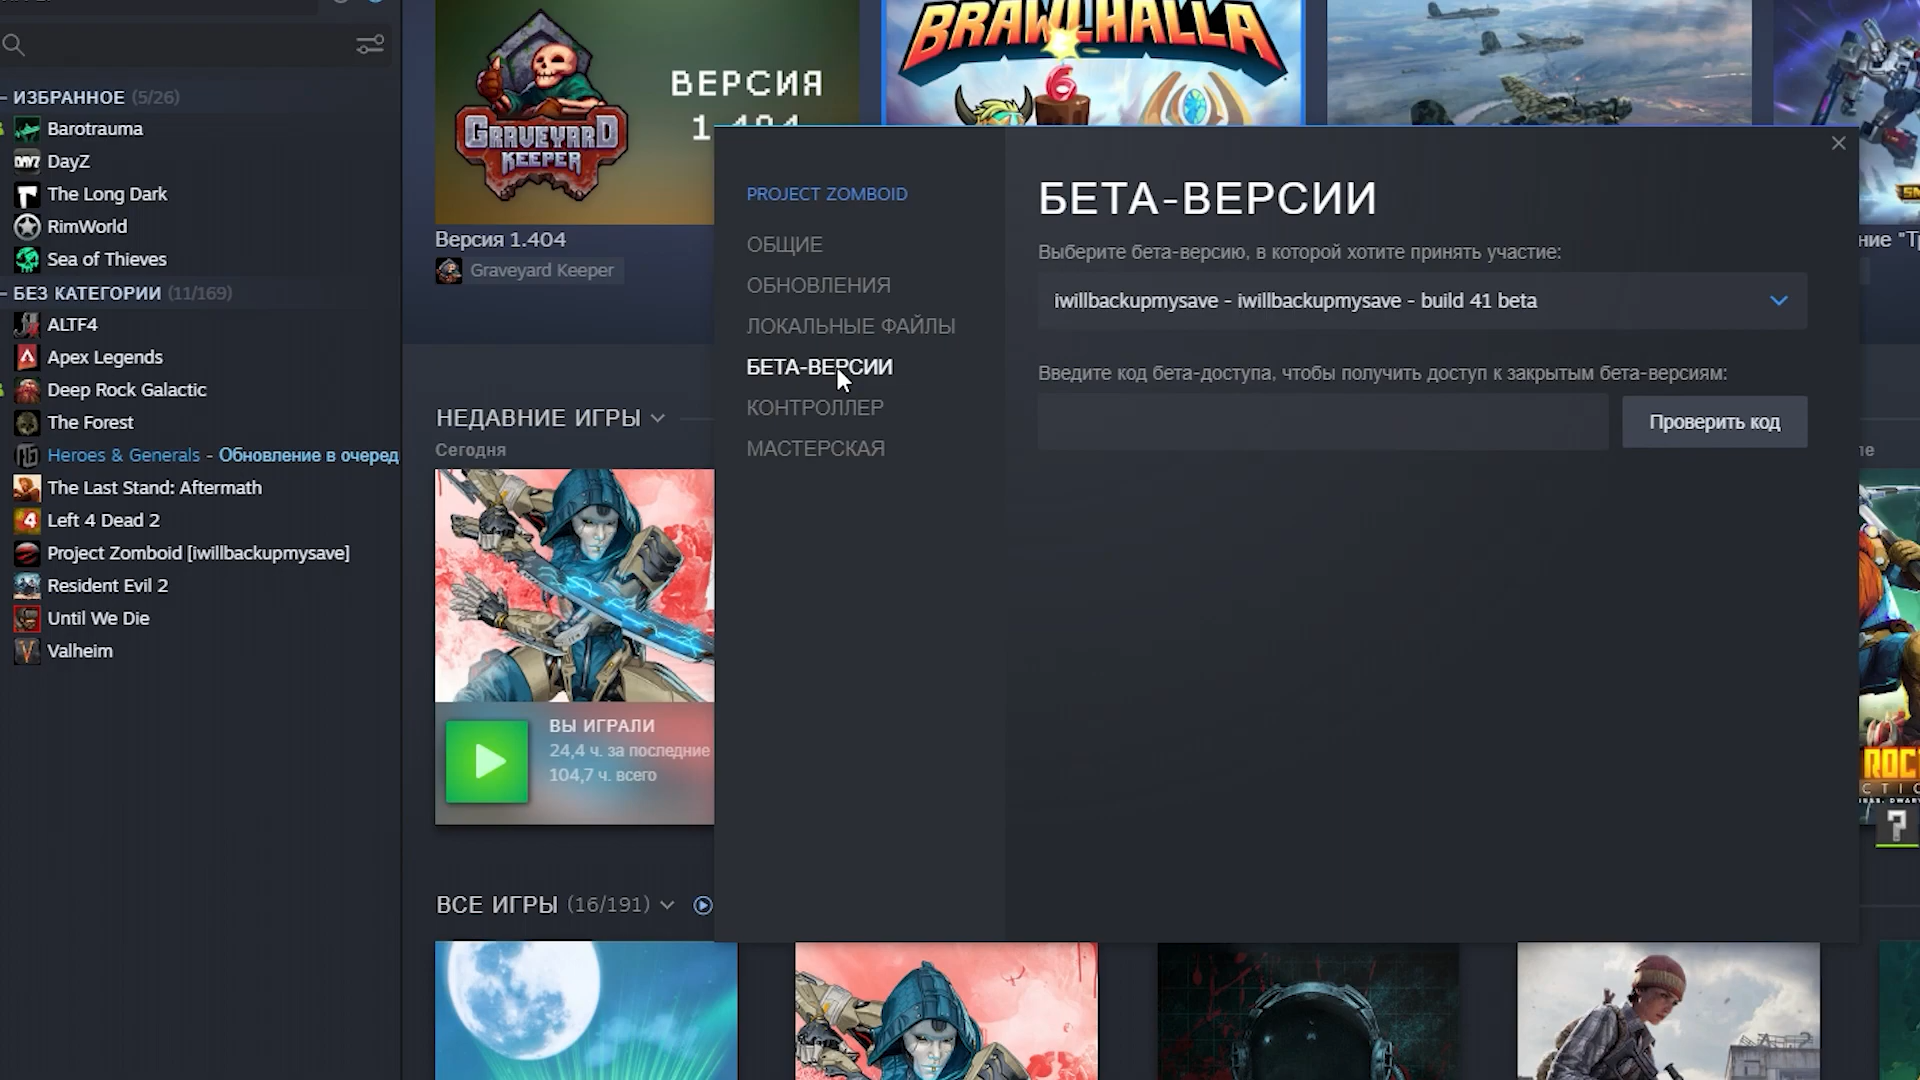 ИЗБРАННОЕ (5/26)
Barotrauma
DayZ
The Long Dark
RimWorld
Sea of Thieves
БЕЗ КАТЕГОРИИ (11/169)
ALTF4
Apex Legends
Deep Rock Galactic
The Forest
Heroes & Generals - Обновление в очеред
The Last Stand: Aftermath
Left 4 Dead 2
Project Zomboid [iwillbackupmysave]
Resident Evil 2
Until We Die
Valheim
GRAVEYARD
KEEPER
ВЕРСИЯ
1.404
Версия 1.404
Graveyard Keeper
BRAWLHALLA
6
НЕДАВНИЕ ИГРЫ
Сегодня
ВЫ ИГРАЛИ
24,4 ч. за последние
104,7 ч. всего
ВСЕ ИГРЫ (16/191)
PROJECT ZOMBOID
ОБЩИЕ
ОБНОВЛЕНИЯ
ЛОКАЛЬНЫЕ ФАЙЛЫ
БЕТА-ВЕРСИИ
КОНТРОЛЛЕР
МАСТЕРСКАЯ
БЕТА-ВЕРСИИ
Выберите бета-версию, в которой хотите принять участие:
iwillbackupmysave - iwillbackupmysave - build 41 beta
Введите код бета-доступа, чтобы получить доступ к закрытым бета-версиям:
Проверить код
ROC